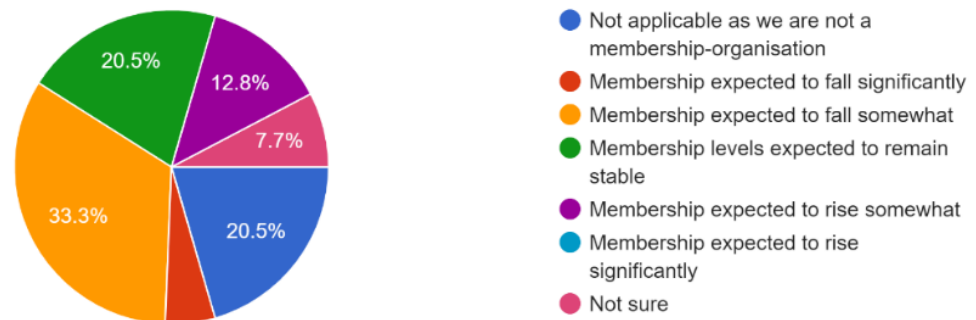 20.5%
12.8%
7.7%
33.3%
20.5%
Not applicable as we are not a
membership-organisation
Membership expected to fall significantly
Membership expected to fall somewhat
Membership levels expected to remain
stable
Membership expected to rise somewhat
Membership expected to rise
significantly
Not sure